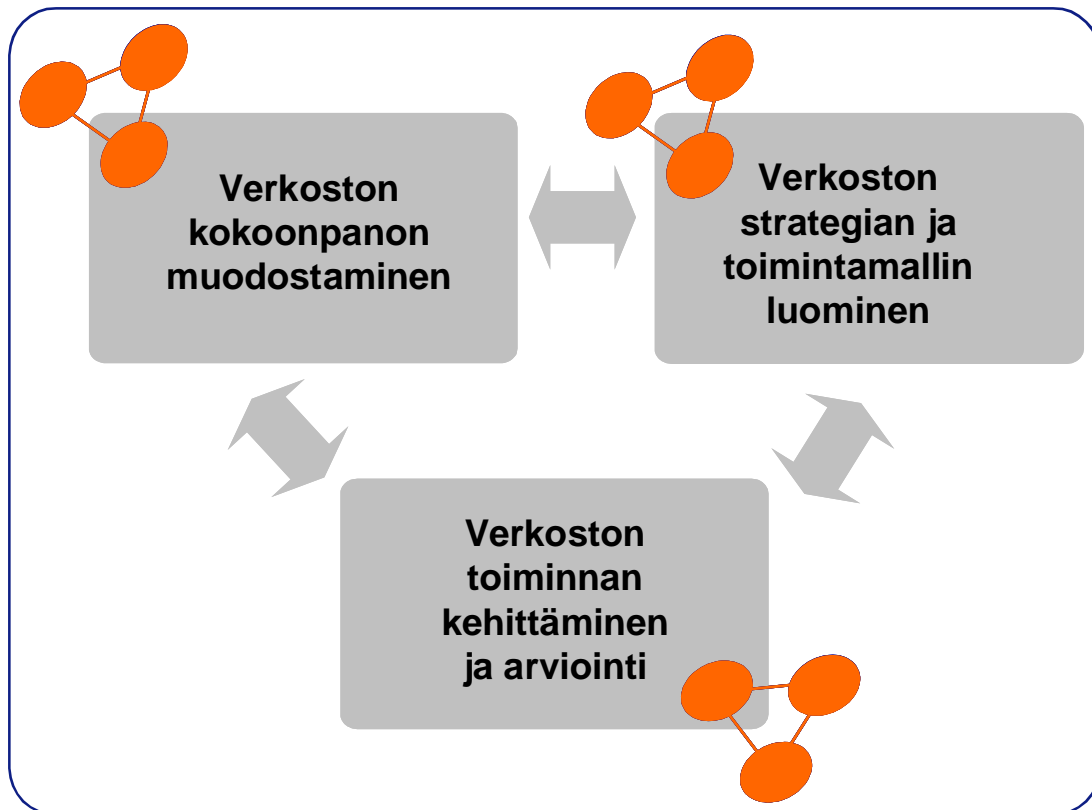 Verkoston
kokoonpanon
muodostaminen
Verkoston
strategian ja
toimintamallin
luominen
Verkoston
toiminnan
kehittäminen
ja arviointi